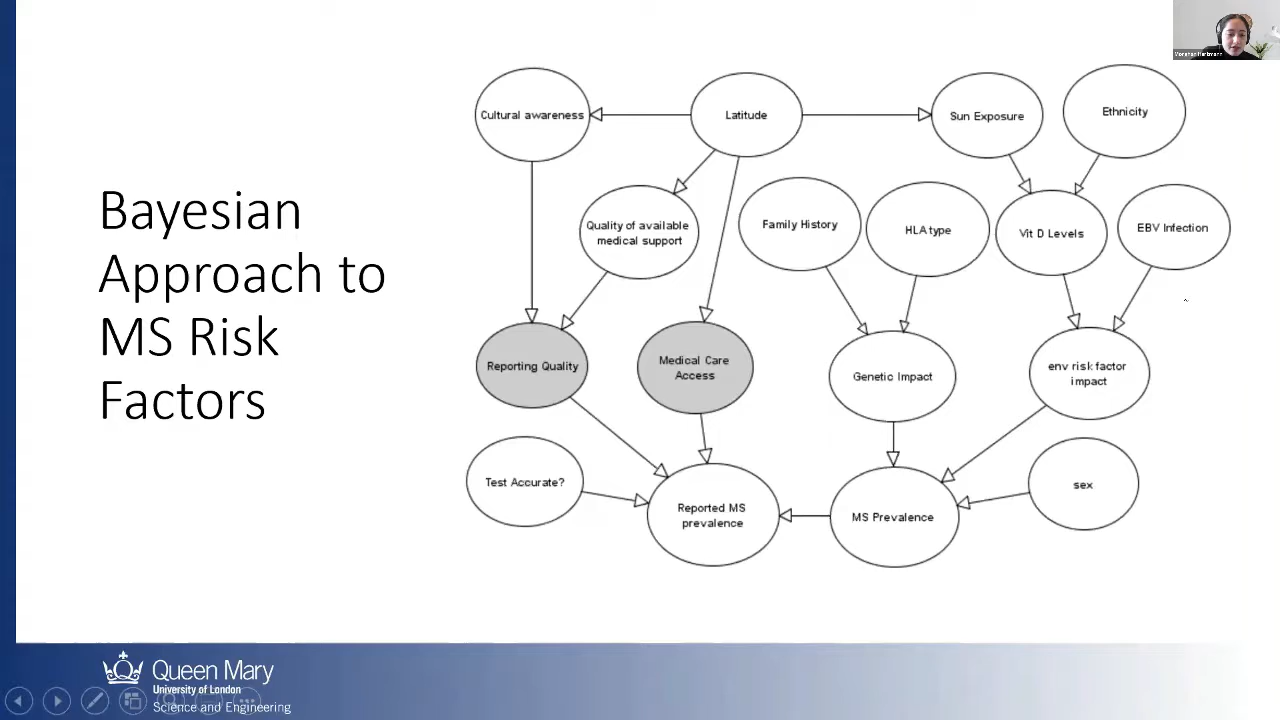 Bayesian
Approach to
MS Risk
Factors
Cultural awareness
Latitude
Sun Exposure
Ethnicity
Quality of available
medical support
Family History
HLA type
Vit D Levels
EBV Infection
Reporting Quality
Medical Care
Access
Genetic Impact
env risk factor
impact
Test Accurate?
Reported MS
prevalence
MS Prevalence
sex
Queen Mary
University of London
Science and Engineering